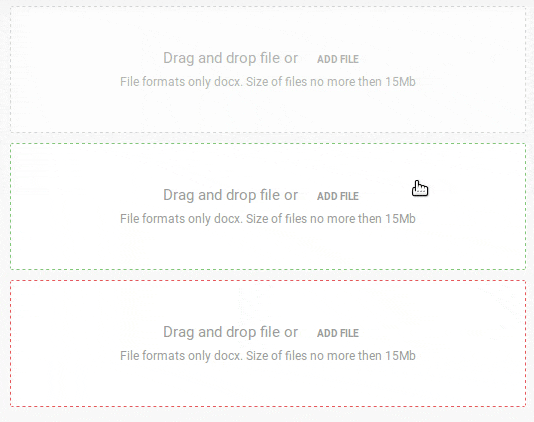 Drag and drop file or ADD FILE
File formats only docx. Size of files no more then 15Mb
Drag and drop file or ADD FILE
File formats only docx. Size of files no more then 15Mb
Drag and drop file or ADD FILE
File formats only docx. Size of files no more then 15Mb